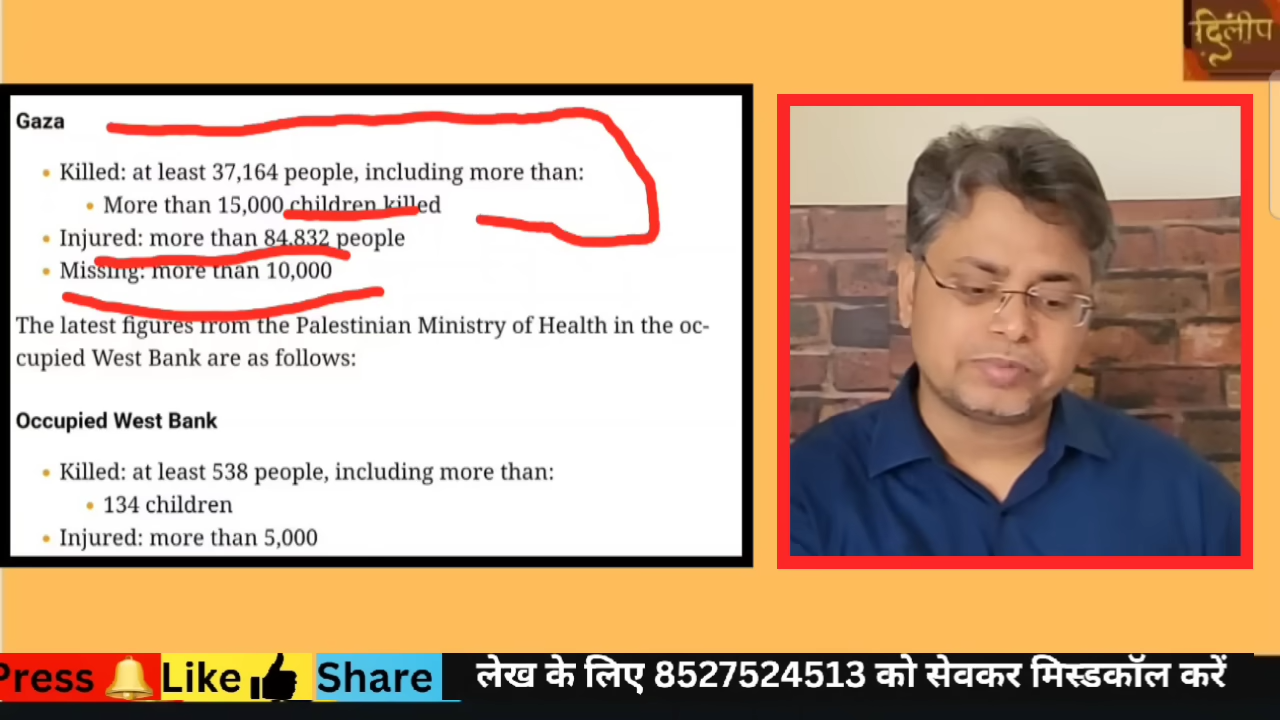 दिलीप
Gaza
Killed: at least 37,164 people, including more than:
More than 15,000 children killed
Injured: more than 84,832 people
Missing: more than 10,000
The latest figures from the Palestinian Ministry of Health in the oc-
cupied West Bank are as follows:
Occupied West Bank
Killed: at least 538 people, including more than:
134 children
Injured: more than 5,000
Press Like Share लेख के लिए 8527524513 को सेवकर मिस्डकॉल करें